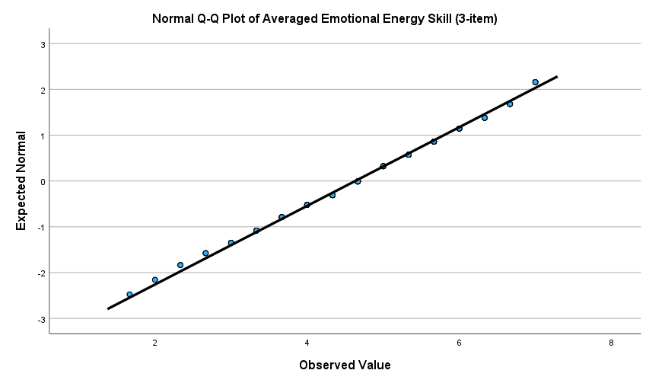 Normal Q-Q Plot of Averaged Emotional Energy Skill (3-item)
3
2
1
0
-1
-2
-3
Expected Normal
2 4 6 8
Observed Value